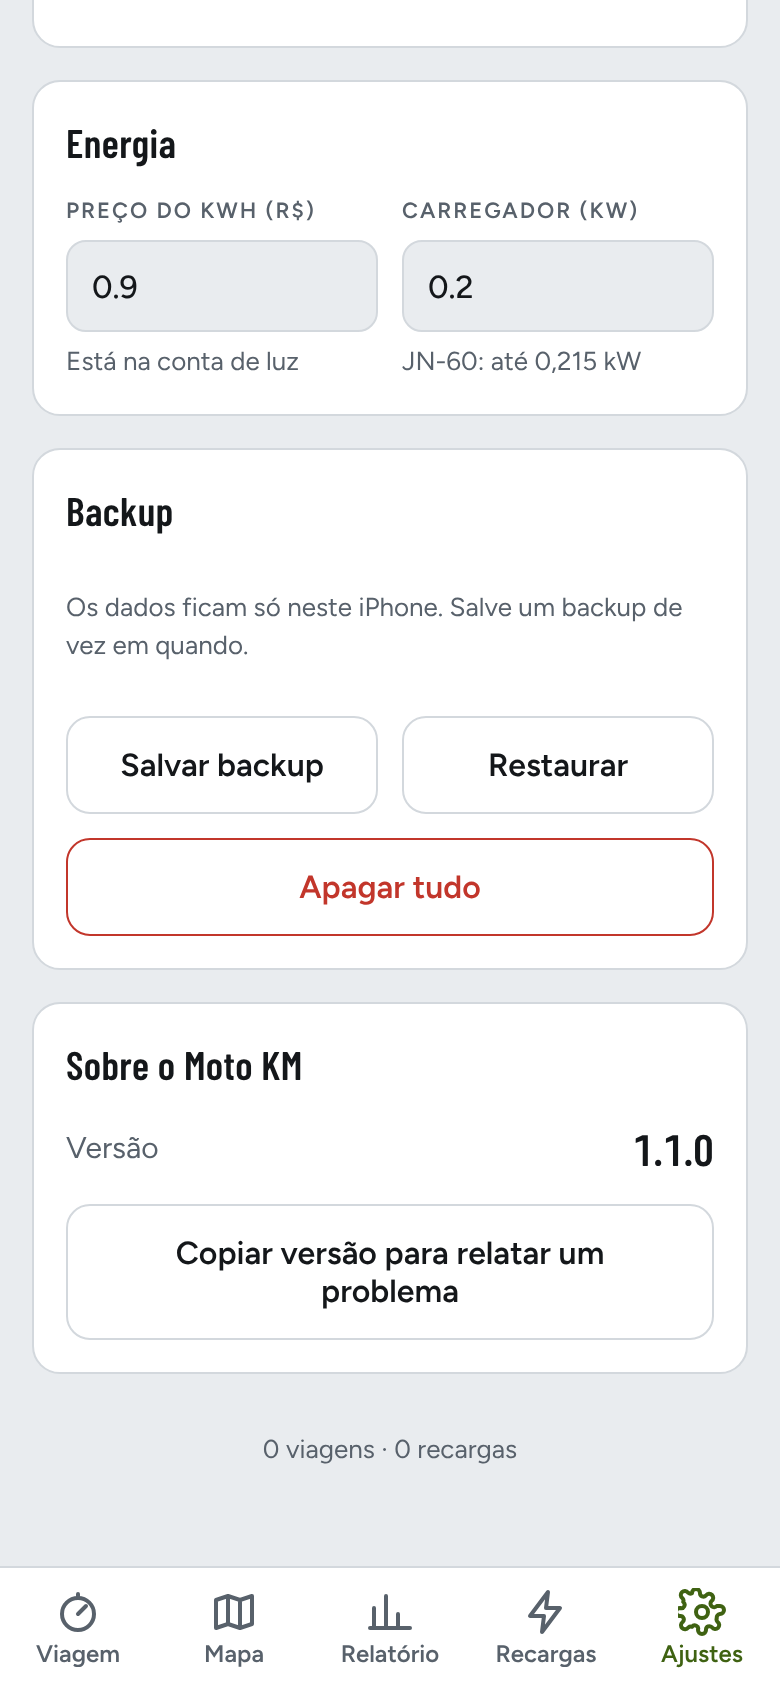 Energia
PREÇO DO KWH (R$) CARREGADOR (KW)
0.9 0.2
Está na conta de luz JN-60: até 0,215 kW
Backup
Os dados ficam só neste iPhone. Salve um backup de
vez em quando.
Salvar backup Restaurar
Apagar tudo
Sobre o Moto KM
Versão 1.1.0
Copiar versão para relatar um
problema
0 viagens · 0 recargas
Viagem Mapa Relatório Recargas Ajustes